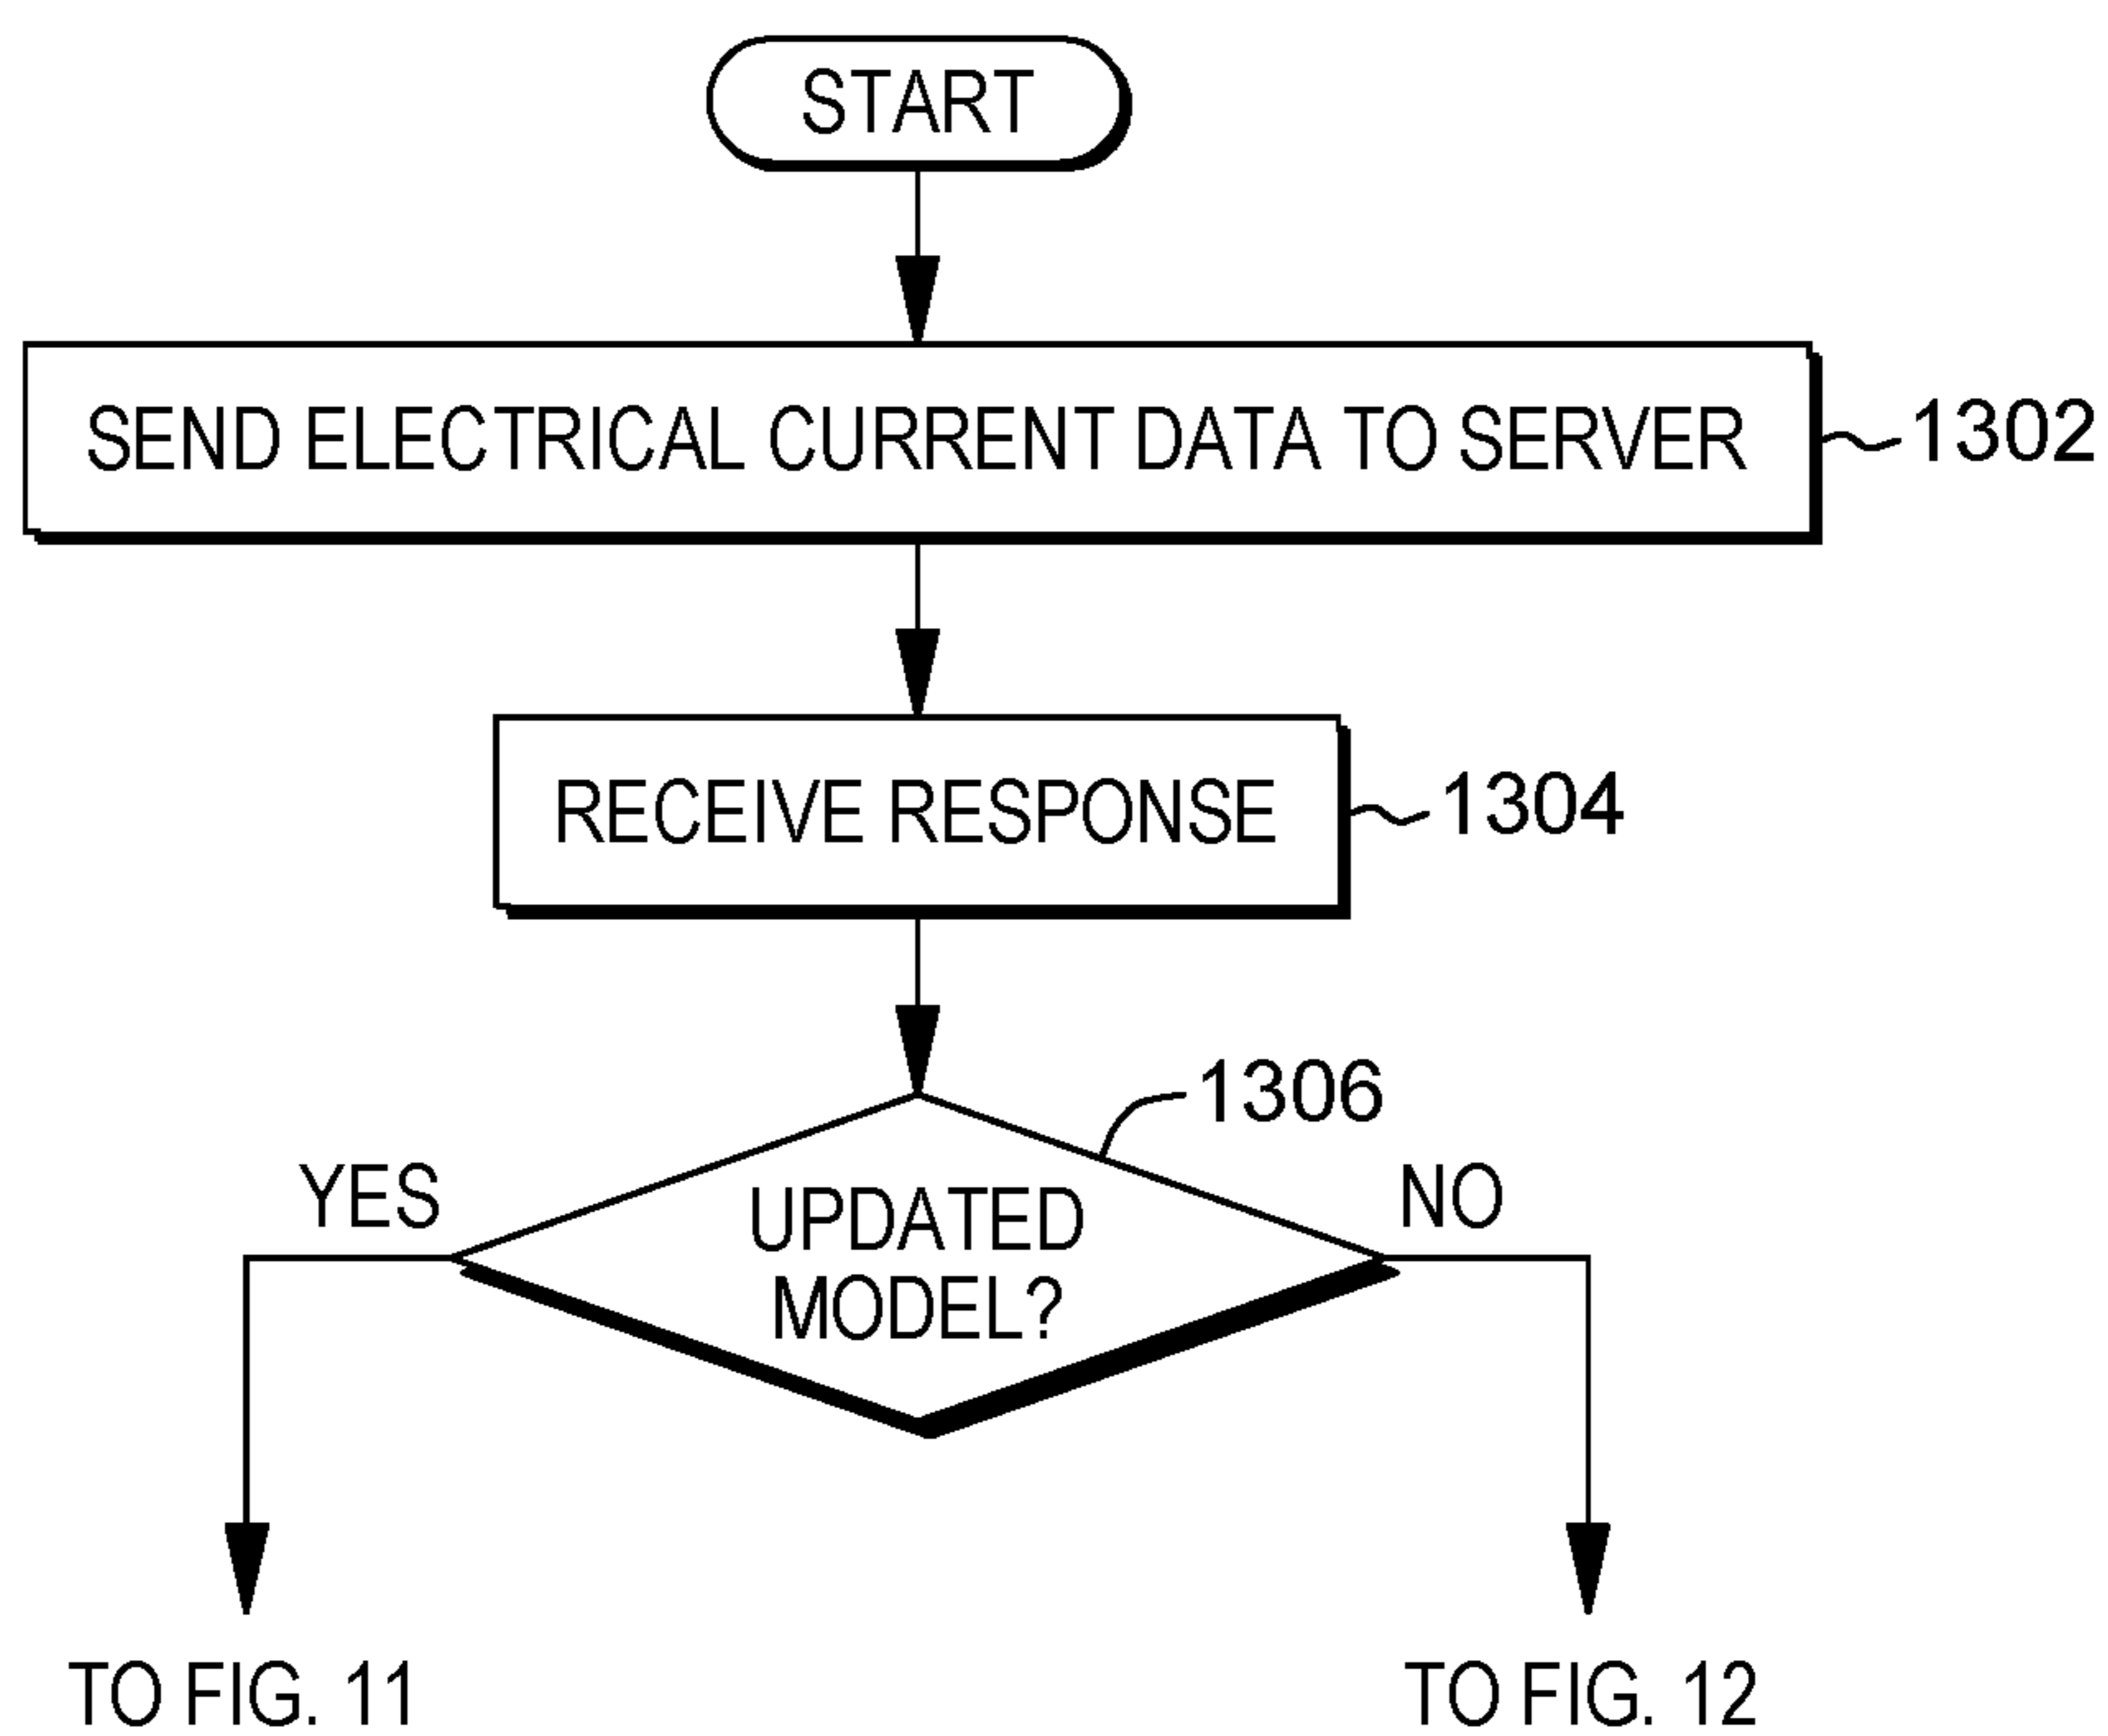 START
SEND ELECTRICAL CURRENT DATA TO SERVER
1302
RECEIVE RESPONSE
1304
1306
YES
UPDATED
MODEL?
NO
TO FIG. 11
TO FIG. 12